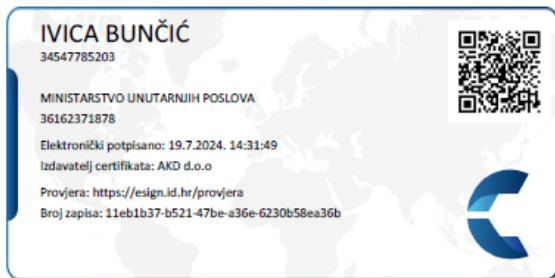 IVICA BUNČIĆ
34547785203
MINISTARSTVO UNUTARNJIH POSLOVA
36162371878
Elektronički potpisano: 19.7.2024. 14:31:49
Izdavatelj certifikata: AKD d.o.o
Provjera: https://esign.id.hr/provjera
Broj zapisa: 11eb1b37-b521-47be-a36e-6230b58ea36b